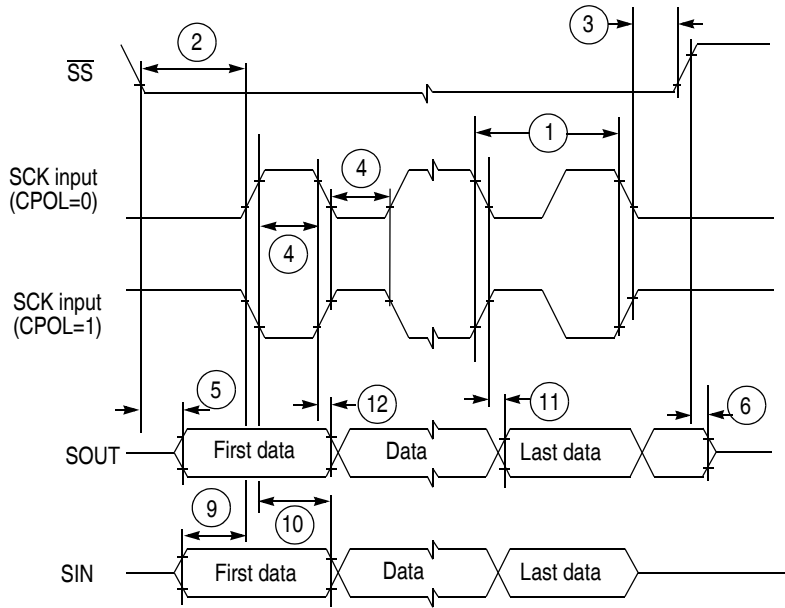 2
3
S̅S̅
1
SCK input
(CPOL=0)
4
4
SCK input
(CPOL=1)
5
12
11
6
SOUT
First data
Data
Last data
9
10
SIN
First data
Data
Last data